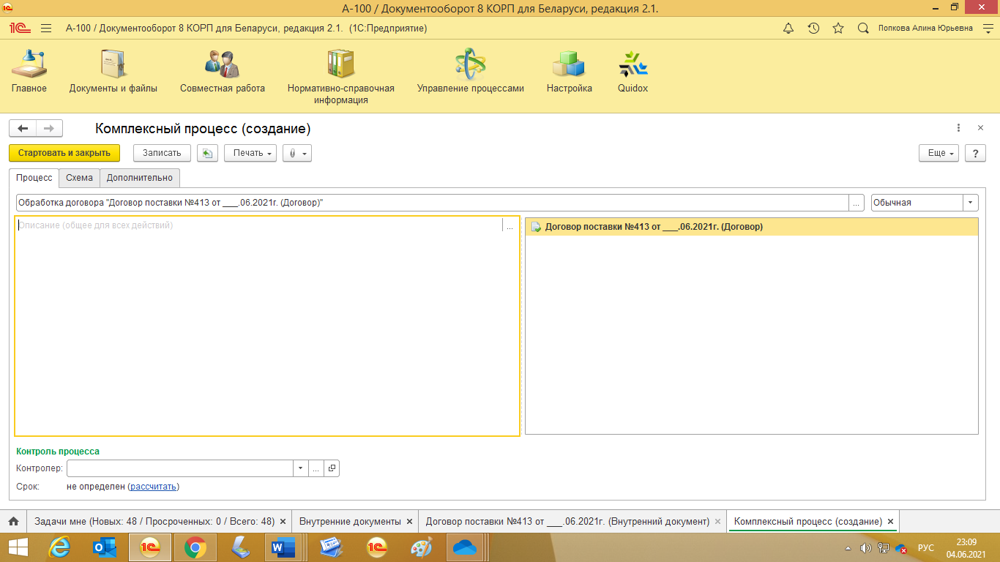 А-100 / Документооборот 8 КОРП для Беларуси, редакция 2.1.
1С А-100 / Документооборот 8 КОРП для Беларуси, редакция 2.1. (1С:Предприятие) Попкова Алина Юрьевна
Главное Документы и файлы Совместная работа Нормативно-справочная информация Управление процессами Настройка Quidox
Комплексный процесс (создание)
Стартовать и закрыть Записать Печать Еще ?
Процесс Схема Дополнительно
Обработка договора "Договор поставки №413 от ___.06.2021г. (Договор)" ... Обычная
Описание (общее для всех действий) ... Договор поставки №413 от ___.06.2021г. (Договор)
Контроль процесса
Контролер: ...
Срок: не определен (рассчитать)
Задачи мне (Новых: 48 / Просроченных: 0 / Всего: 48) Внутренние документы Договор поставки №413 от ___.06.2021г. (Внутренний документ) Комплексный процесс (создание)
РУС 23:09
04.06.2021